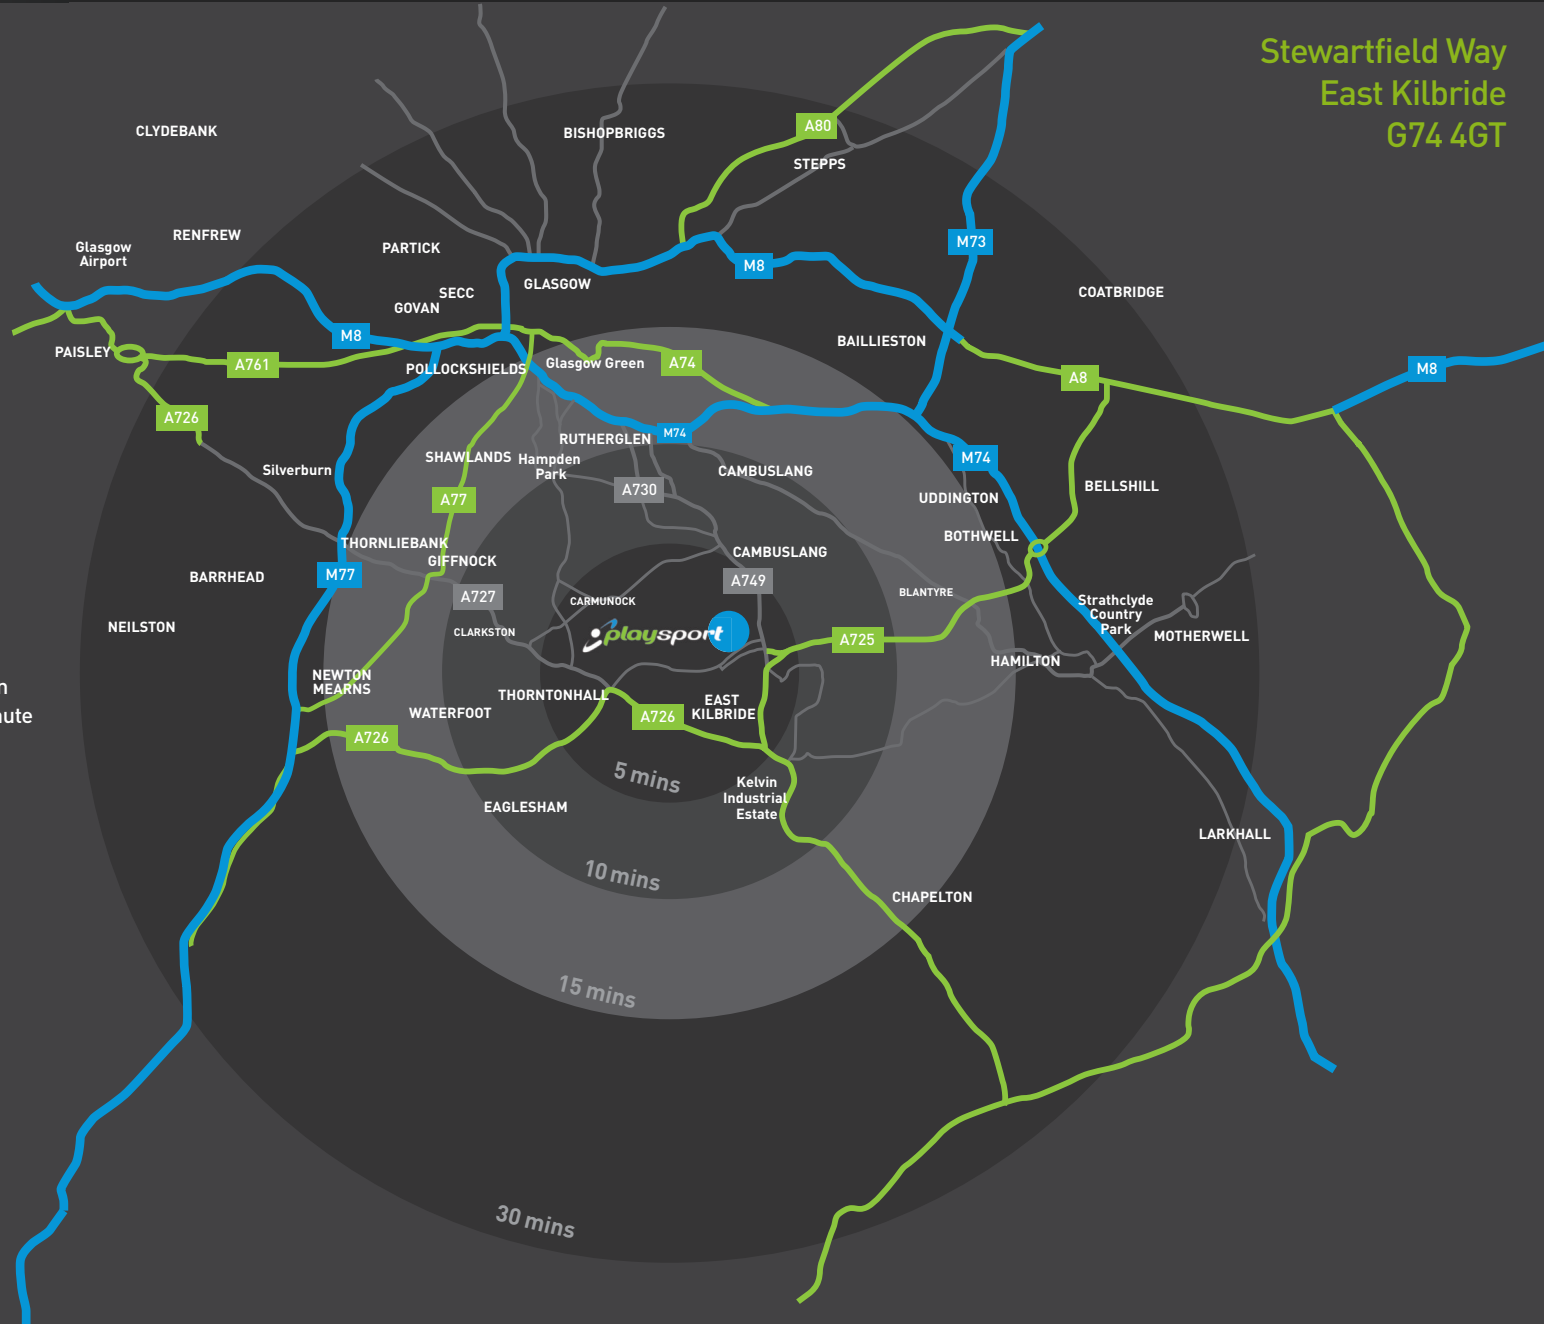 Stewartfield Way
East Kilbride
G74 4GT
CLYDEBANK
BISHOPBRIGGS
A80
STEPPS
RENFREW
Glasgow
Airport
PARTICK
M73
M8
SECC
GLASGOW
GOVAN
COATBRIDGE
M8
BAILLIESTON
PAISLEY
A761
POLLOCKSHIELDS
Glasgow Green
A74
A8
M8
A726
RUTHERGLEN
M74
SHAWLANDS
Hampden
Park
Silverburn
CAMBUSLANG
M74
A77
A730
UDDINGTON
BELLSHILL
THORNLIEBANK
GIFFNOCK
BOTHWELL
CAMBUSLANG
BARRHEAD
M77
A727
A749
CARMUNOCK
BLANTYRE
Strathclyde
Country
Park
NEILSTON
CLARKSTON
playsport
A725
MOTHERWELL
HAMILTON
NEWTON
MEARNS
THORNTONHALL
EAST
KILBRIDE
n
ute
WATERFOOT
A726
A726
5 mins
Kelvin
Industrial
Estate
EAGLESHAM
LARKHALL
10 mins
CHAPELTON
15 mins
30 mins